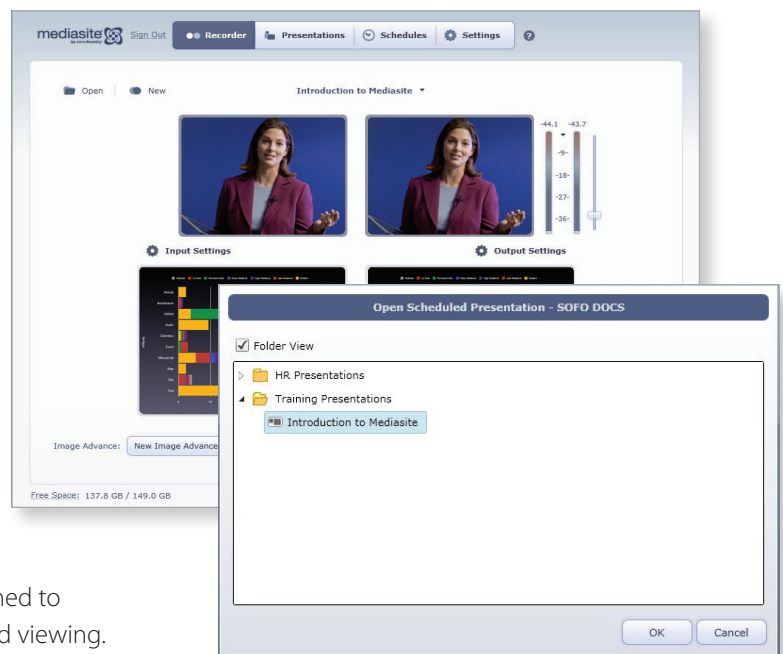 mediasite
by sonicfoundry
Sign Out
Recorder
Presentations
Schedules
Settings
?
Open
New
Introduction to Mediasite
-44.1 -43.7
-9-
-18-
-27-
-36-
Input Settings
Output Settings
Open Scheduled Presentation - SOFO DOCS
Folder View
HR Presentations
Training Presentations
Introduction to Mediasite
Image Advance: New Image Advance
Free Space: 137.8 GB / 149.0 GB
OK Cancel
ned to
d viewing.